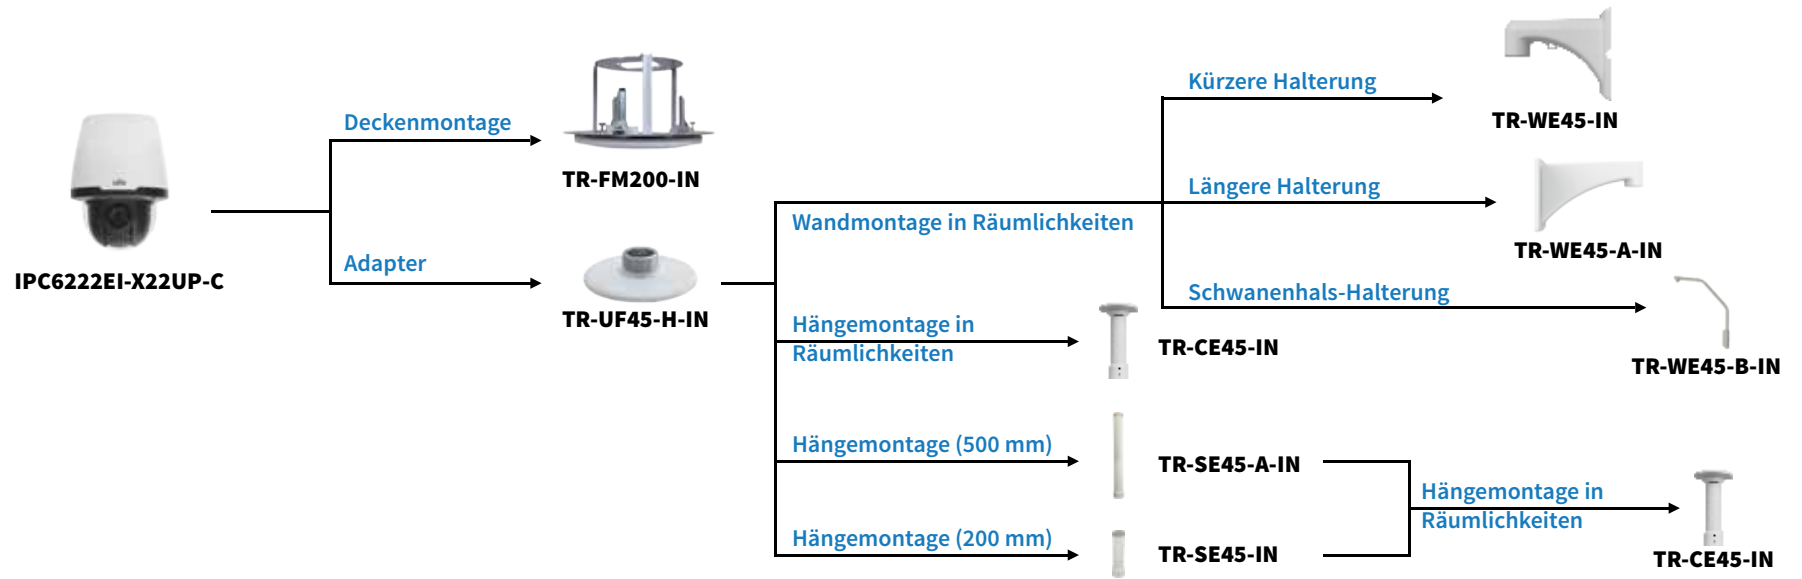 IPC6222EI-X22UP-C
Deckenmontage
TR-FM200-IN
Adapter
TR-UF45-H-IN
Wandmontage in Räumlichkeiten
Kürzere Halterung
TR-WE45-IN
Längere Halterung
TR-WE45-A-IN
Schwanenhals-Halterung
TR-WE45-B-IN
Hängemontage in
Räumlichkeiten
TR-CE45-IN
Hängemontage (500 mm)
TR-SE45-A-IN
Hängemontage (200 mm)
TR-SE45-IN
Hängemontage in
Räumlichkeiten
TR-CE45-IN